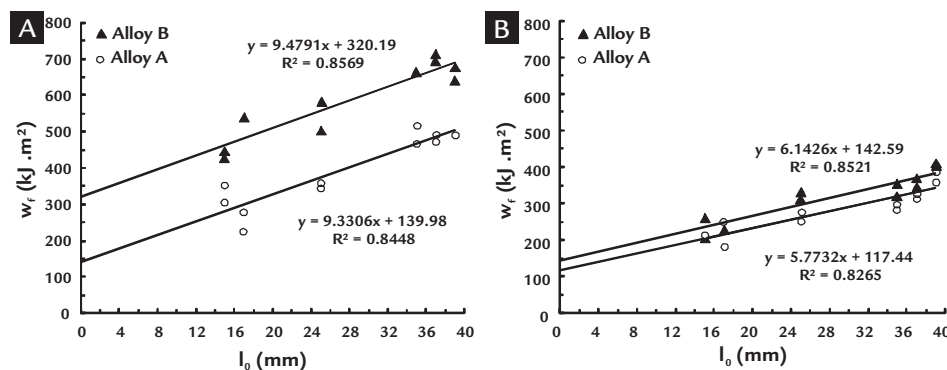 A
▲ Alloy B
○ Alloy A
y = 9.4791x + 320.19
R² = 0.8569
y = 9.3306x + 139.98
R² = 0.8448
800
700
600
500
400
300
200
100
0
w_f (kJ .m²)
0 4 8 12 16 20 24 28 32 36 40
l₀ (mm)
B
▲ Alloy B
○ Alloy A
y = 6.1426x + 142.59
R² = 0.8521
y = 5.7732x + 117.44
R² = 0.8265
800
700
600
500
400
300
200
100
0
w_f (kJ .m²)
0 4 8 12 16 20 24 28 32 36 40
l₀ (mm)